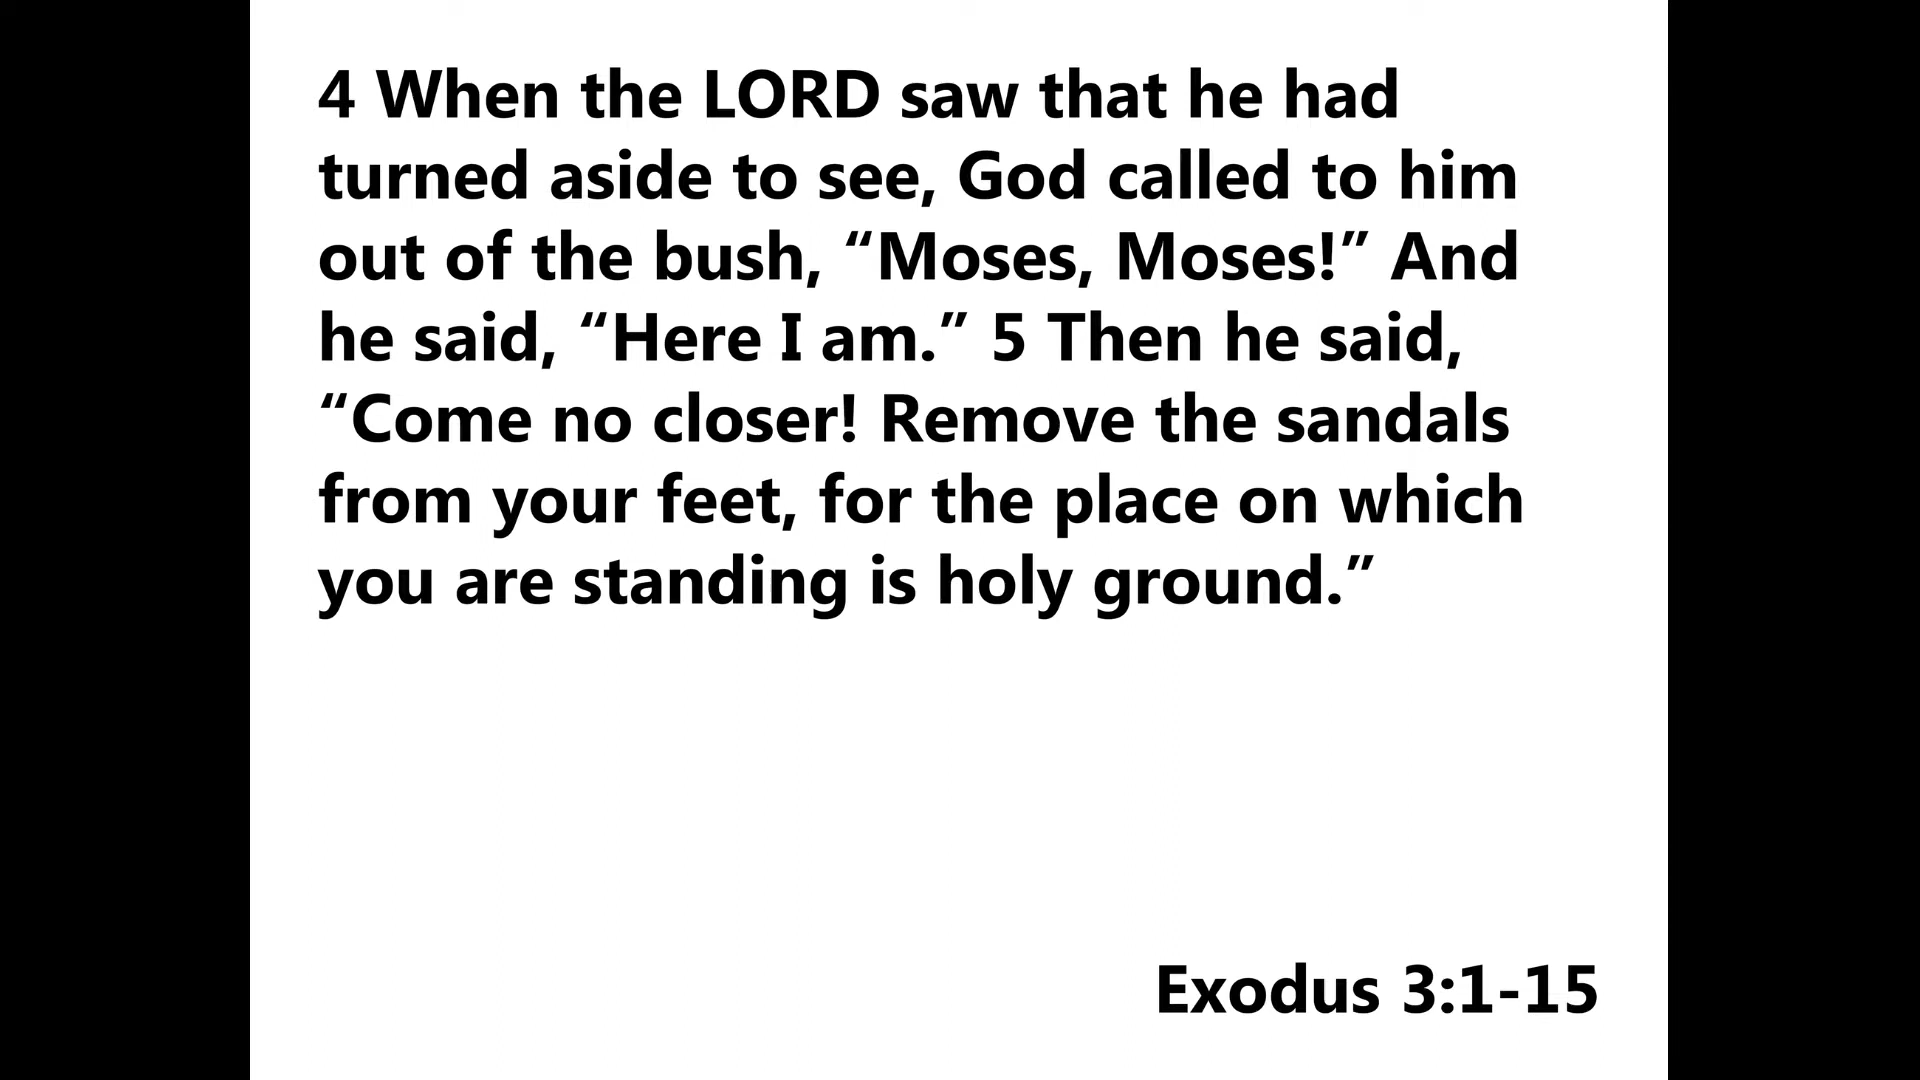 4 When the LORD saw that he had
turned aside to see, God called to him
out of the bush, “Moses, Moses!” And
he said, “Here I am.” 5 Then he said,
“Come no closer! Remove the sandals
from your feet, for the place on which
you are standing is holy ground.”
Exodus 3:1-15